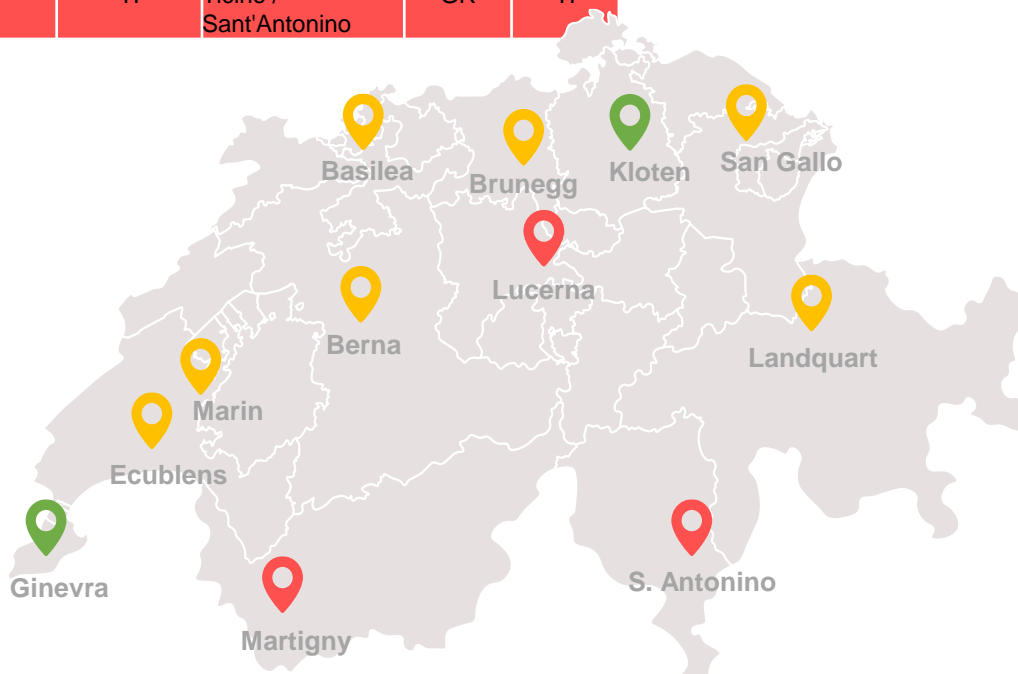 Sant'Antonino
Basilea
Brunegg
Kloten
San Gallo
Lucerna
Berna
Landquart
Marin
Ecublens
Ginevra
S. Antonino
Martigny